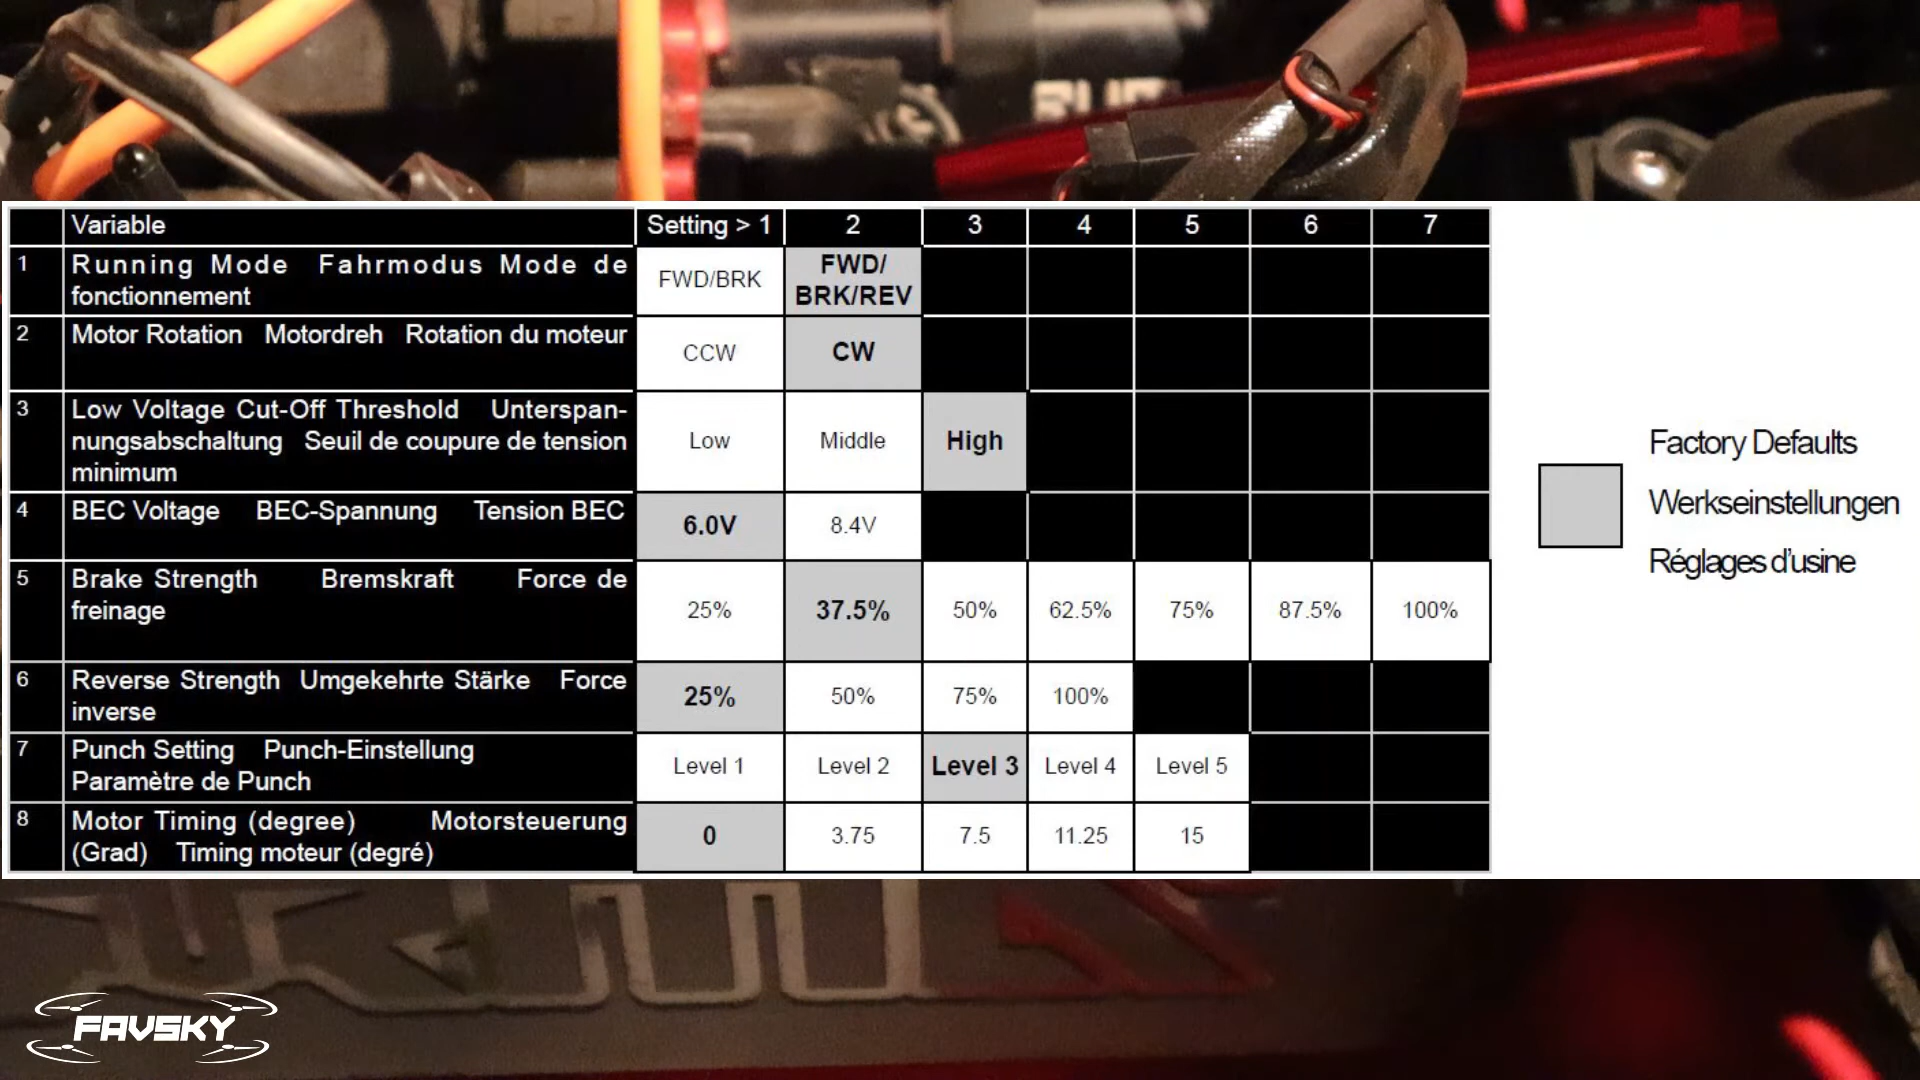 Variable Setting > 1 2 3 4 5 6 7
1 Running Mode Fahrmodus Mode de fonctionnement FWD/BRK FWD/ BRK/REV
2 Motor Rotation Motordreh Rotation du moteur CCW CW
3 Low Voltage Cut-Off Threshold Unterspan-
nungsabschaltung Seuil de coupure de tension
minimum Low Middle High
4 BEC Voltage BEC-Spannung Tension BEC 6.0V 8.4V
5 Brake Strength Bremskraft Force de
freinage 25% 37.5% 50% 62.5% 75% 87.5% 100%
6 Reverse Strength Umgekehrte Stärke Force
inverse 25% 50% 75% 100%
7 Punch Setting Punch-Einstellung
Paramètre de Punch Level 1 Level 2 Level 3 Level 4 Level 5
8 Motor Timing (degree) Motorsteuerung
(Grad) Timing moteur (degré) 0 3.75 7.5 11.25 15
Factory Defaults
Werkseinstellungen
Réglages d'usine
FAVSKY